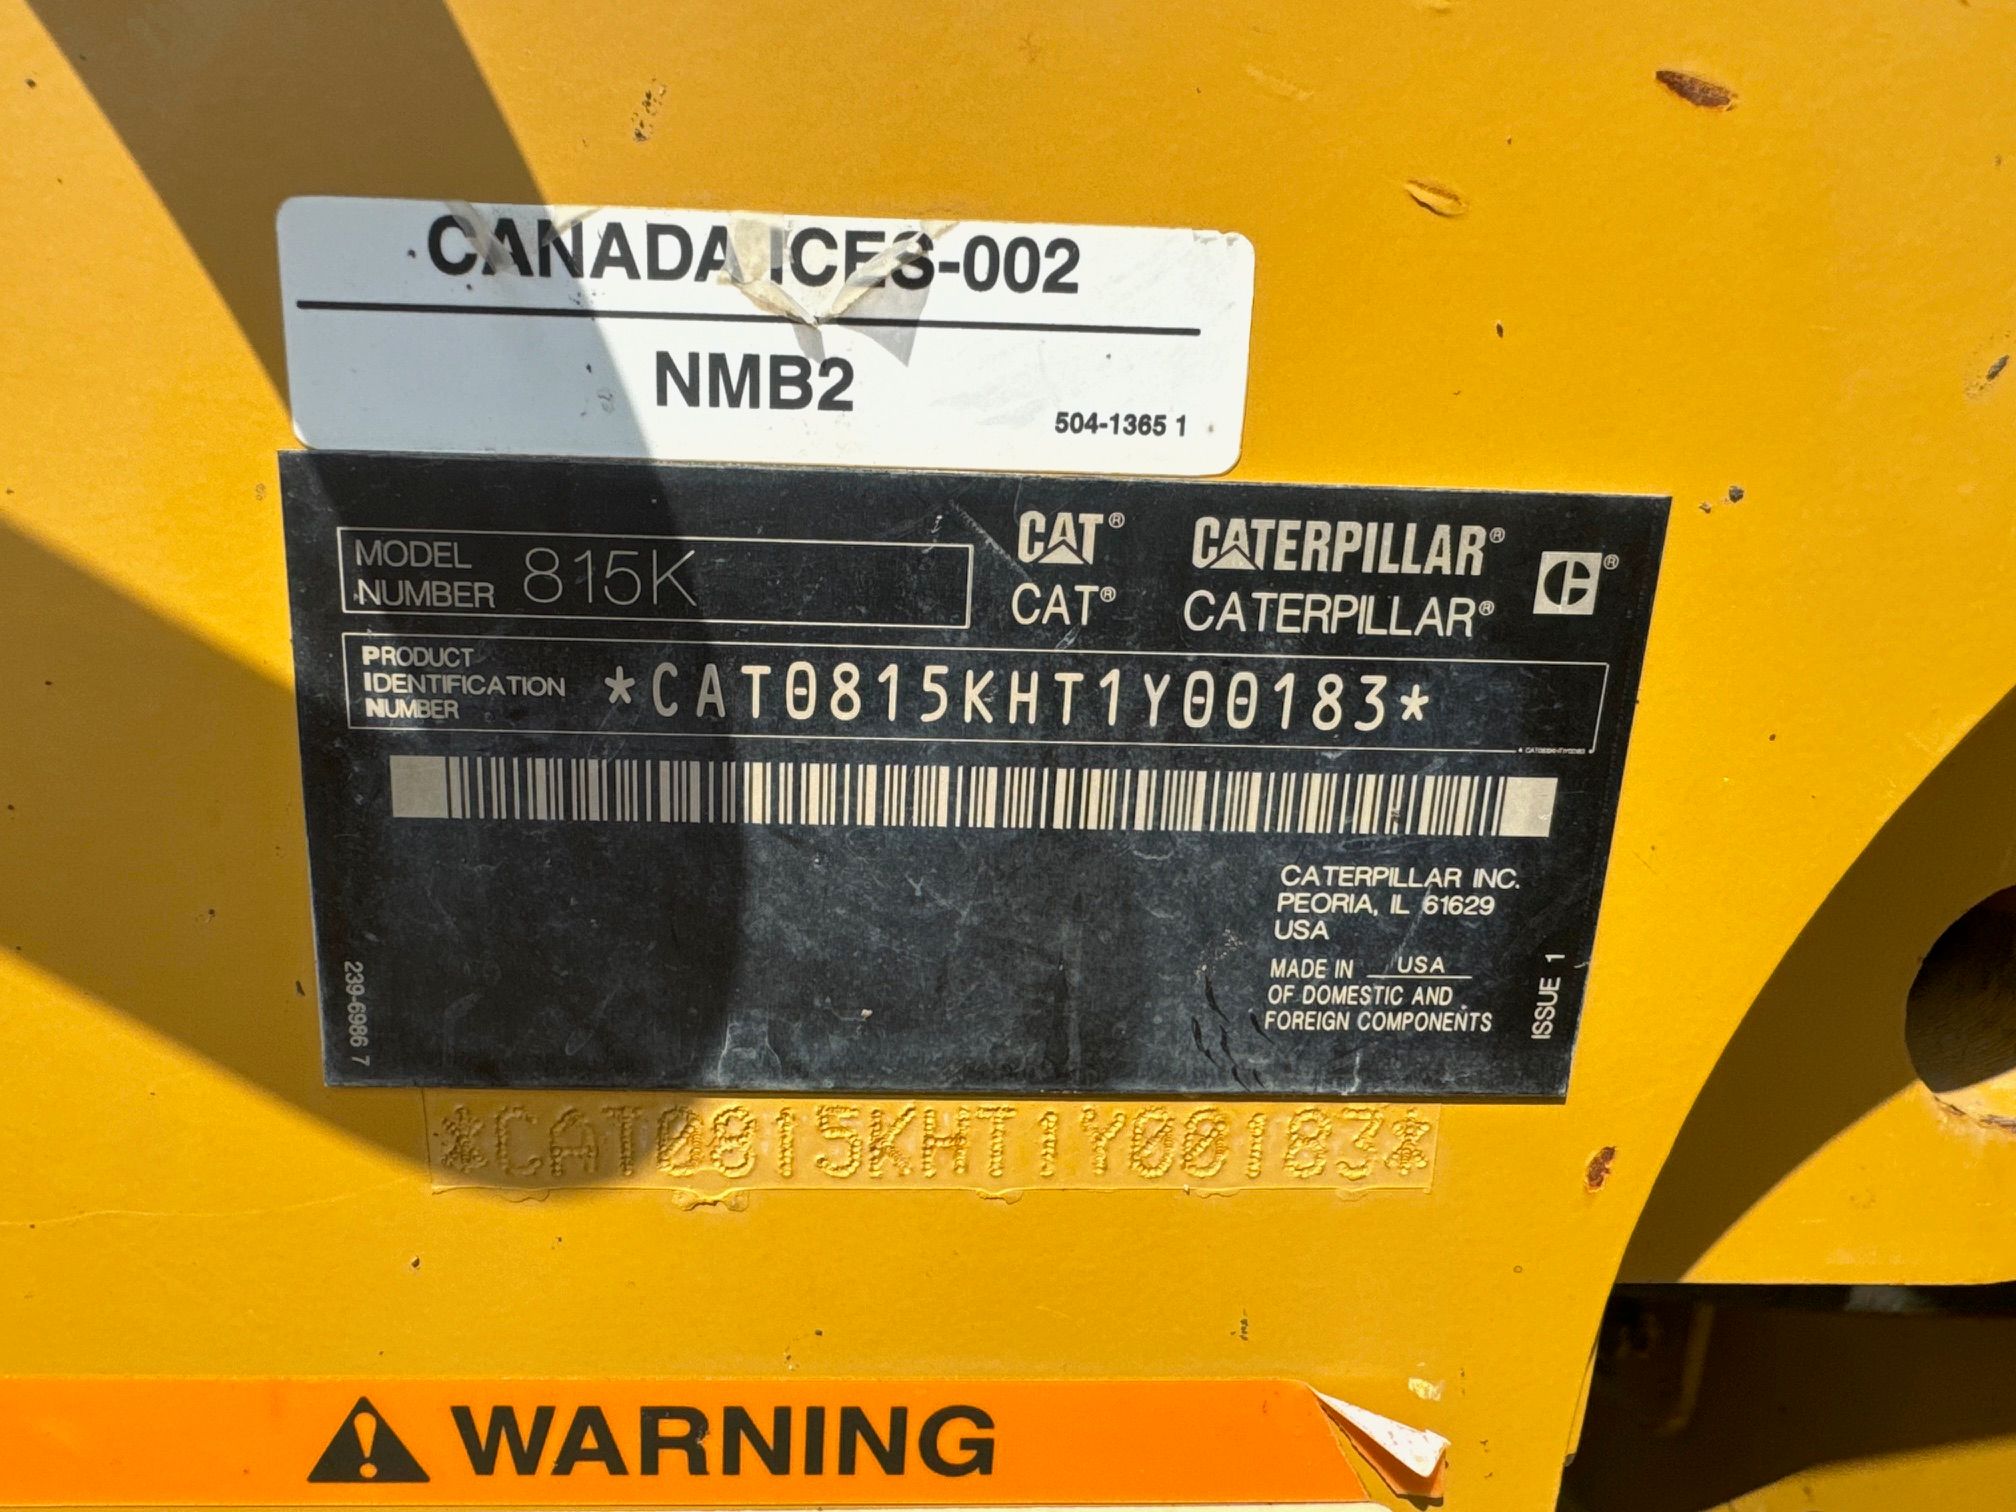 CANADA ICES-002
NMB2
504-1365 1
MODEL
NUMBER 815K
CAT® CATERPILLAR®
CAT® CATERPILLAR®
PRODUCT
IDENTIFICATION
NUMBER
*CAT0815KHT1Y00183*
CATERPILLAR INC.
PEORIA, IL 61629
USA
MADE IN USA
OF DOMESTIC AND
FOREIGN COMPONENTS
ISSUE 1
239-6986 7
*CAT0815KHT1Y00183*
WARNING